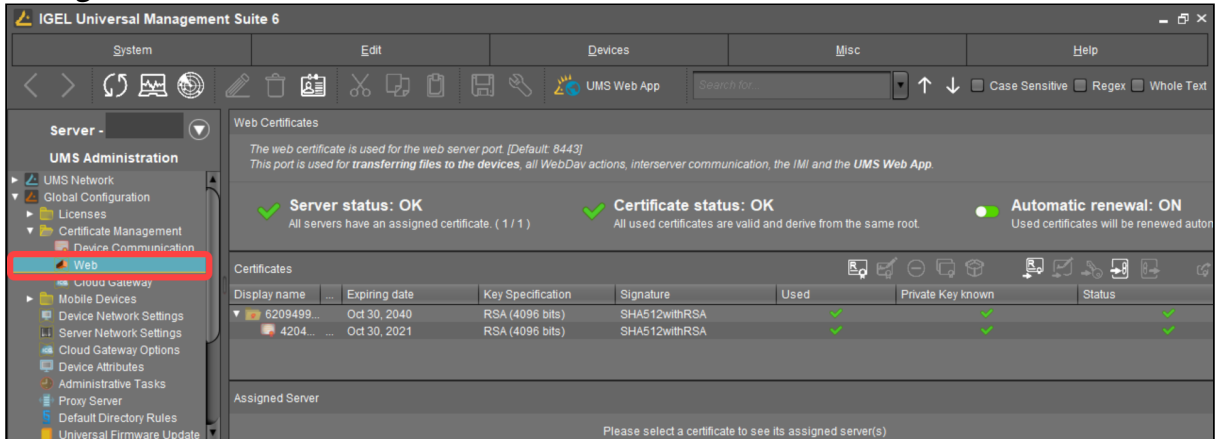 IGEL Universal Management Suite 6
System Edit Devices Misc Help
UMS Web App Search for... Case Sensitive Regex Whole Text
Server -
UMS Administration
UMS Network
Global Configuration
Licenses
Certificate Management
Device Communication
Web
Cloud Gateway
Mobile Devices
Device Network Settings
Server Network Settings
Cloud Gateway Options
Device Attributes
Administrative Tasks
Proxy Server
Default Directory Rules
Universal Firmware Update
Web Certificates
The web certificate is used for the web server port. [Default: 8443]
This port is used for transferring files to the devices, all WebDav actions, interserver communication, the IMI and the UMS Web App.
Server status: OK
All servers have an assigned certificate. ( 1 / 1 )
Certificate status: OK
All used certificates are valid and derive from the same root.
Automatic renewal: ON
Used certificates will be renewed auton
Certificates
Display name ... Expiring date Key Specification Signature Used Private Key known Status
6209499... Oct 30, 2040 RSA (4096 bits) SHA512withRSA
4204... ... Oct 30, 2021 RSA (4096 bits) SHA512withRSA
Assigned Server
Please select a certificate to see its assigned server(s)